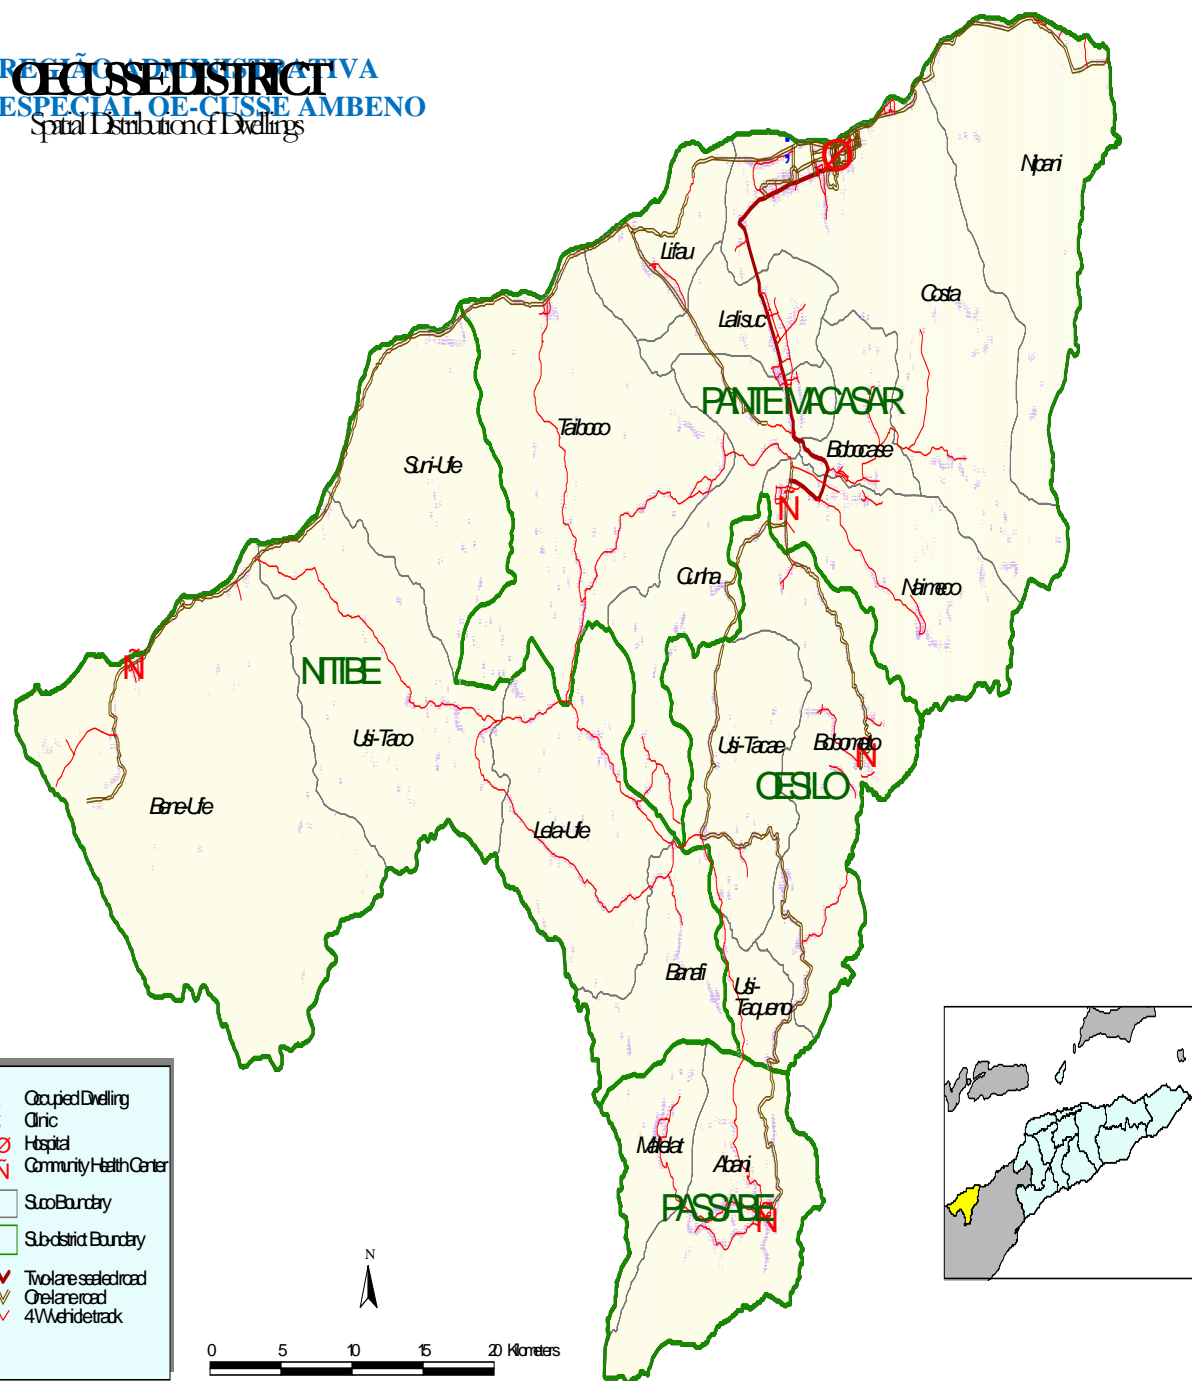 REGIÃO ADMINISTRATIVA
OECUSSE DISTRICT
ESPECIAL OE-CUSSE AMBENO
Spatial Distribution of Dwellings
Nipani
Lifau
Costa
Lalisuc
PANTE MACASAR
Taiboco
Bobocase
Suni-Ufe
Ñ
Cunha
Naimeco
Ñ
NITIBE
Usi-Taco
Usi-Tacae
Bobometo
Ñ
OESILO
Bene-Ufe
Lela-Ufe
Banafi
Usi-
Taqueno
Malelat
Abani
PASSABE
Ñ
Occupied Dwelling
Clinic
Ø Hospital
Ñ Community Health Center
Suco Boundary
Sub-district Boundary
Two-lane sealed road
One-lane road
4W vehicle track
N
0 5 10 15 20 Kilometers